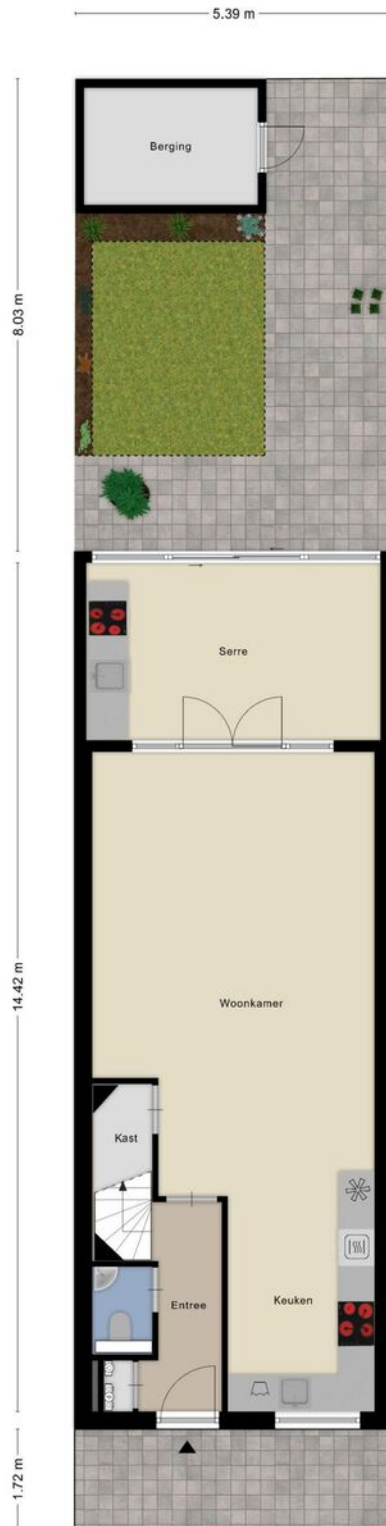 5.39 m
Berging
8.03 m
Serre
Woonkamer
14.42 m
Kast
Keuken
Entree
1.72 m